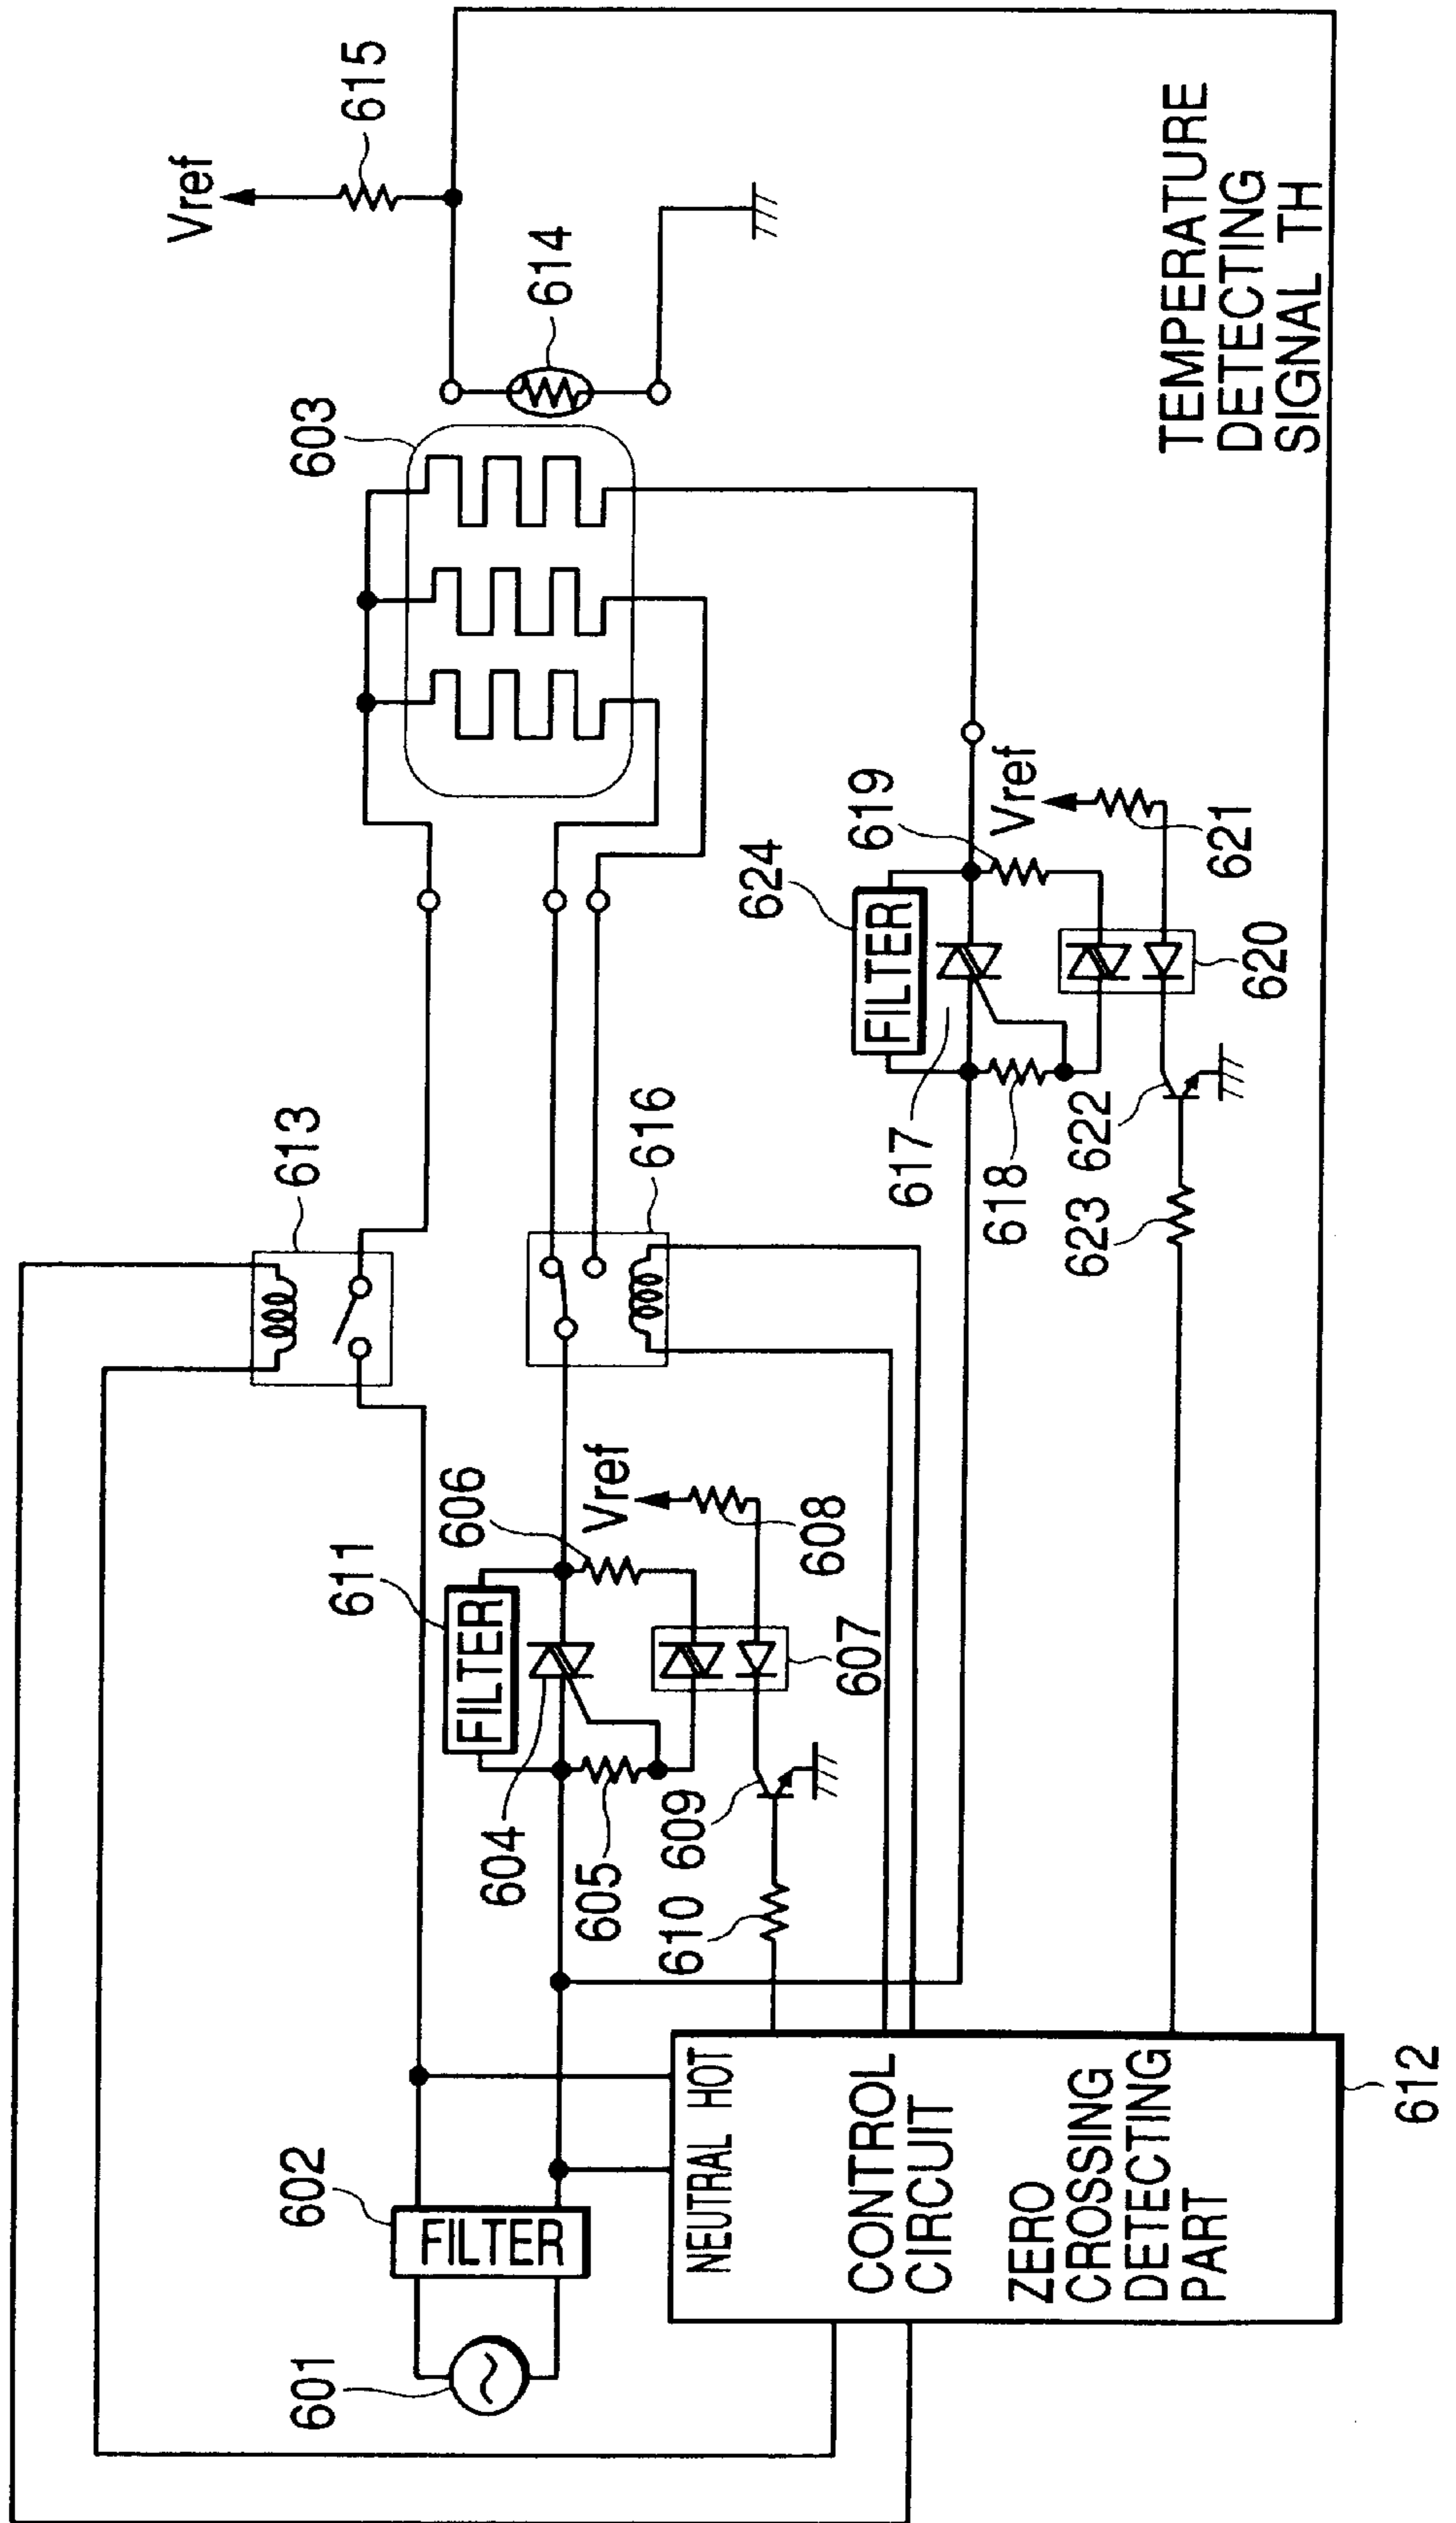 613
615
Vref
603
614
616
611
606
Vref
608
604
605
607
610
609
FILTER
624
619
Vref
621
FILTER
617
618
620
623
622
602
601
FILTER
NEUTRAL HOT
CONTROL
CIRCUIT
ZERO
CROSSING
DETECTING
PART
612
TEMPERATURE
DETECTING
SIGNAL TH